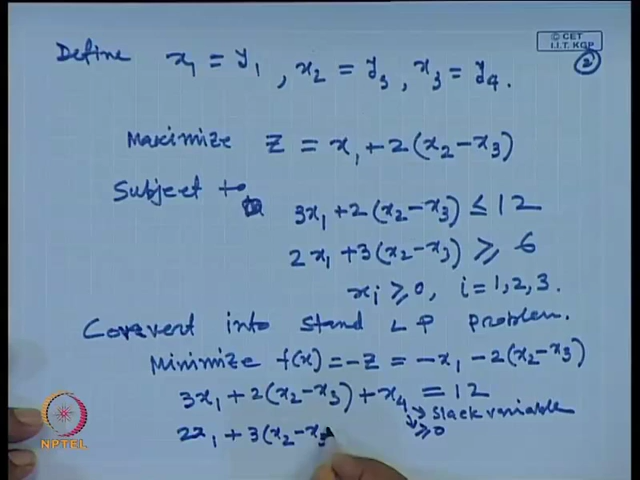 © CET
I.I.T. KGP
2
Define x₁ = y₁, x₂ = y₃, x₃ = y₄.
Maximize Z = x₁ + 2(x₂ - x₃)
Subject to
3x₁ + 2(x₂ - x₃) ≤ 12
2x₁ + 3(x₂ - x₃) ≥ 6
xᵢ ≥ 0, i = 1, 2, 3.
Covevert into stand LP problem.
Minimize f(x) = -Z = -x₁ - 2(x₂ - x₃)
3x₁ + 2(x₂ - x₃) + x₄ = 12
→ Slack variable
≥ 0
2x₁ + 3(x₂ - x₃
NPTEL